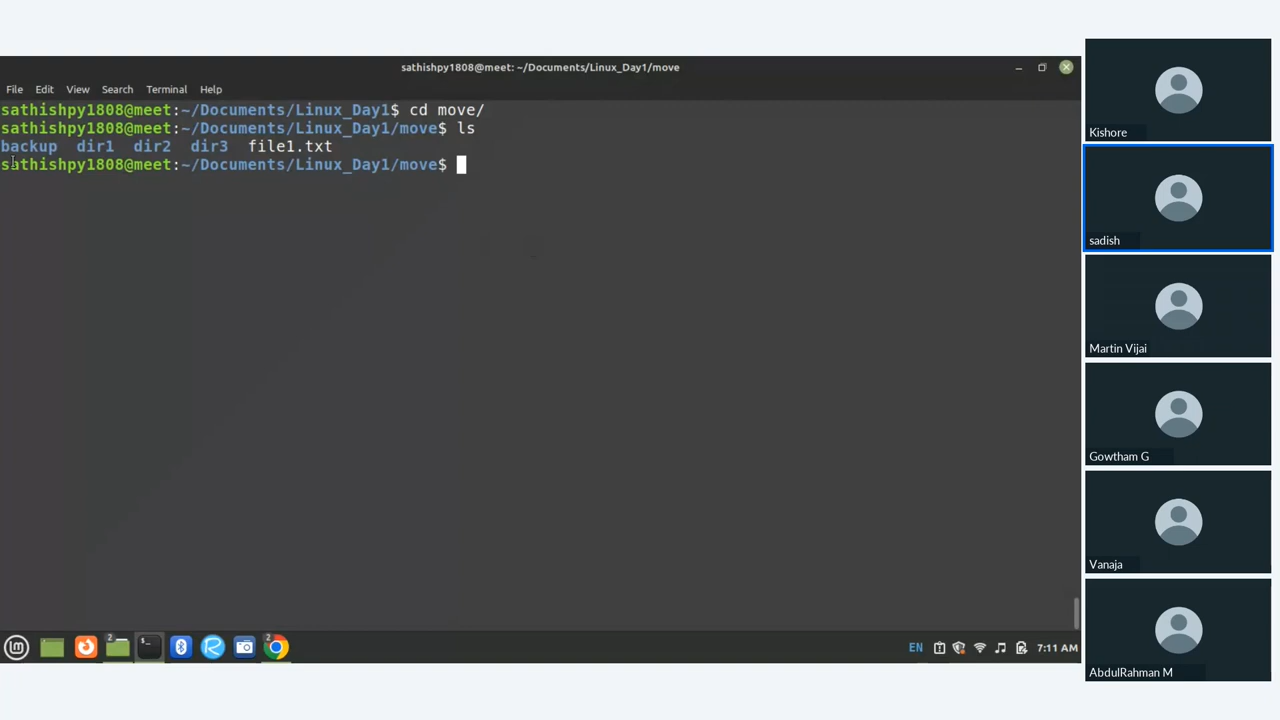 sathishpy1808@meet: ~/Documents/Linux_Day1/move
File Edit View Search Terminal Help
sathishpy1808@meet:~/Documents/Linux_Day1$ cd move/
sathishpy1808@meet:~/Documents/Linux_Day1/move$ ls
backup dir1 dir2 dir3 file1.txt
sathishpy1808@meet:~/Documents/Linux_Day1/move$
2
2
EN
7:11 AM
Kishore
sadish
Martin Vijai
Gowtham G
Vanaja
AbdulRahman M